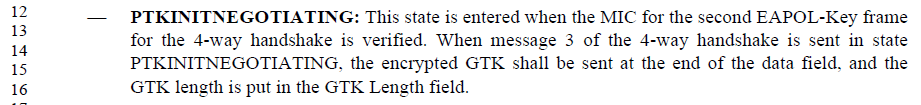 12 — PTKINITNEGOTIATING: This state is entered when the MIC for the second EAPOL-Key frame
13 for the 4-way handshake is verified. When message 3 of the 4-way handshake is sent in state
14 PTKINITNEGOTIATING, the encrypted GTK shall be sent at the end of the data field, and the
15 GTK length is put in the GTK Length field.
16